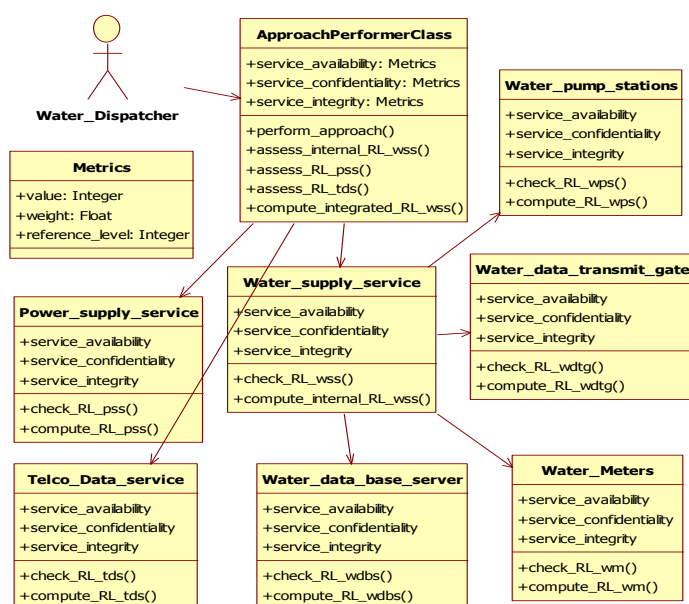 ApproachPerformerClass
+service_availability: Metrics
+service_confidentiality: Metrics
+service_integrity: Metrics
+perform_approach()
+assess_internal_RL_wss()
+assess_RL_pss()
+assess_RL_tds()
+compute_integrated_RL_wss()
Water_Dispatcher
Water_pump_stations
+service_availability
+service_confidentiality
+service_integrity
+check_RL_wps()
+compute_RL_wps()
Metrics
+value: Integer
+weight: Float
+reference_level: Integer
Water_supply_service
+service_availability
+service_confidentiality
+service_integrity
+check_RL_wss()
+compute_internal_RL_wss()
Water_data_transmit_gate
+service_availability
+service_confidentiality
+service_integrity
+check_RL_wdtg()
+compute_RL_wdtg()
Power_supply_service
+service_availability
+service_confidentiality
+service_integrity
+check_RL_pss()
+compute_RL_pss()
Telco_Data_service
+service_availability
+service_confidentiality
+service_integrity
+check_RL_tds()
+compute_RL_tds()
Water_data_base_server
+service_availability
+service_confidentiality
+service_integrity
+check_RL_wdbs()
+compute_RL_wdbs()
Water_Meters
+service_availability
+service_confidentiality
+service_integrity
+check_RL_wm()
+compute_RL_wm()